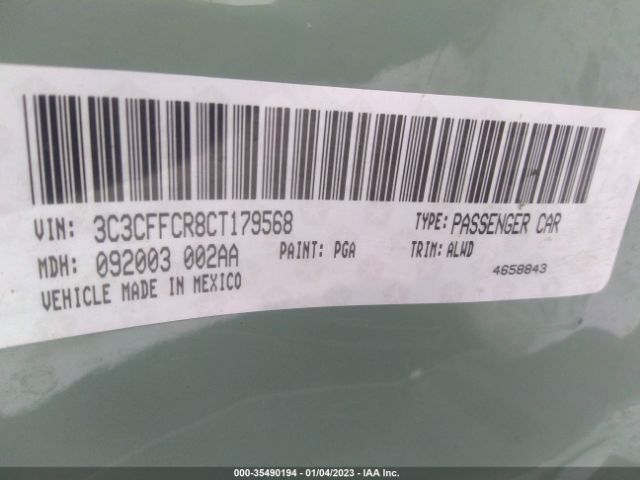 VIN: 3C3CFFCR8CT179568 TYPE: PASSENGER CAR
MDH: 092003 002AA PAINT: PGA TRIM: ALWD
VEHICLE MADE IN MEXICO 4658843
000-35490194 - 01/04/2023 - IAA Inc.